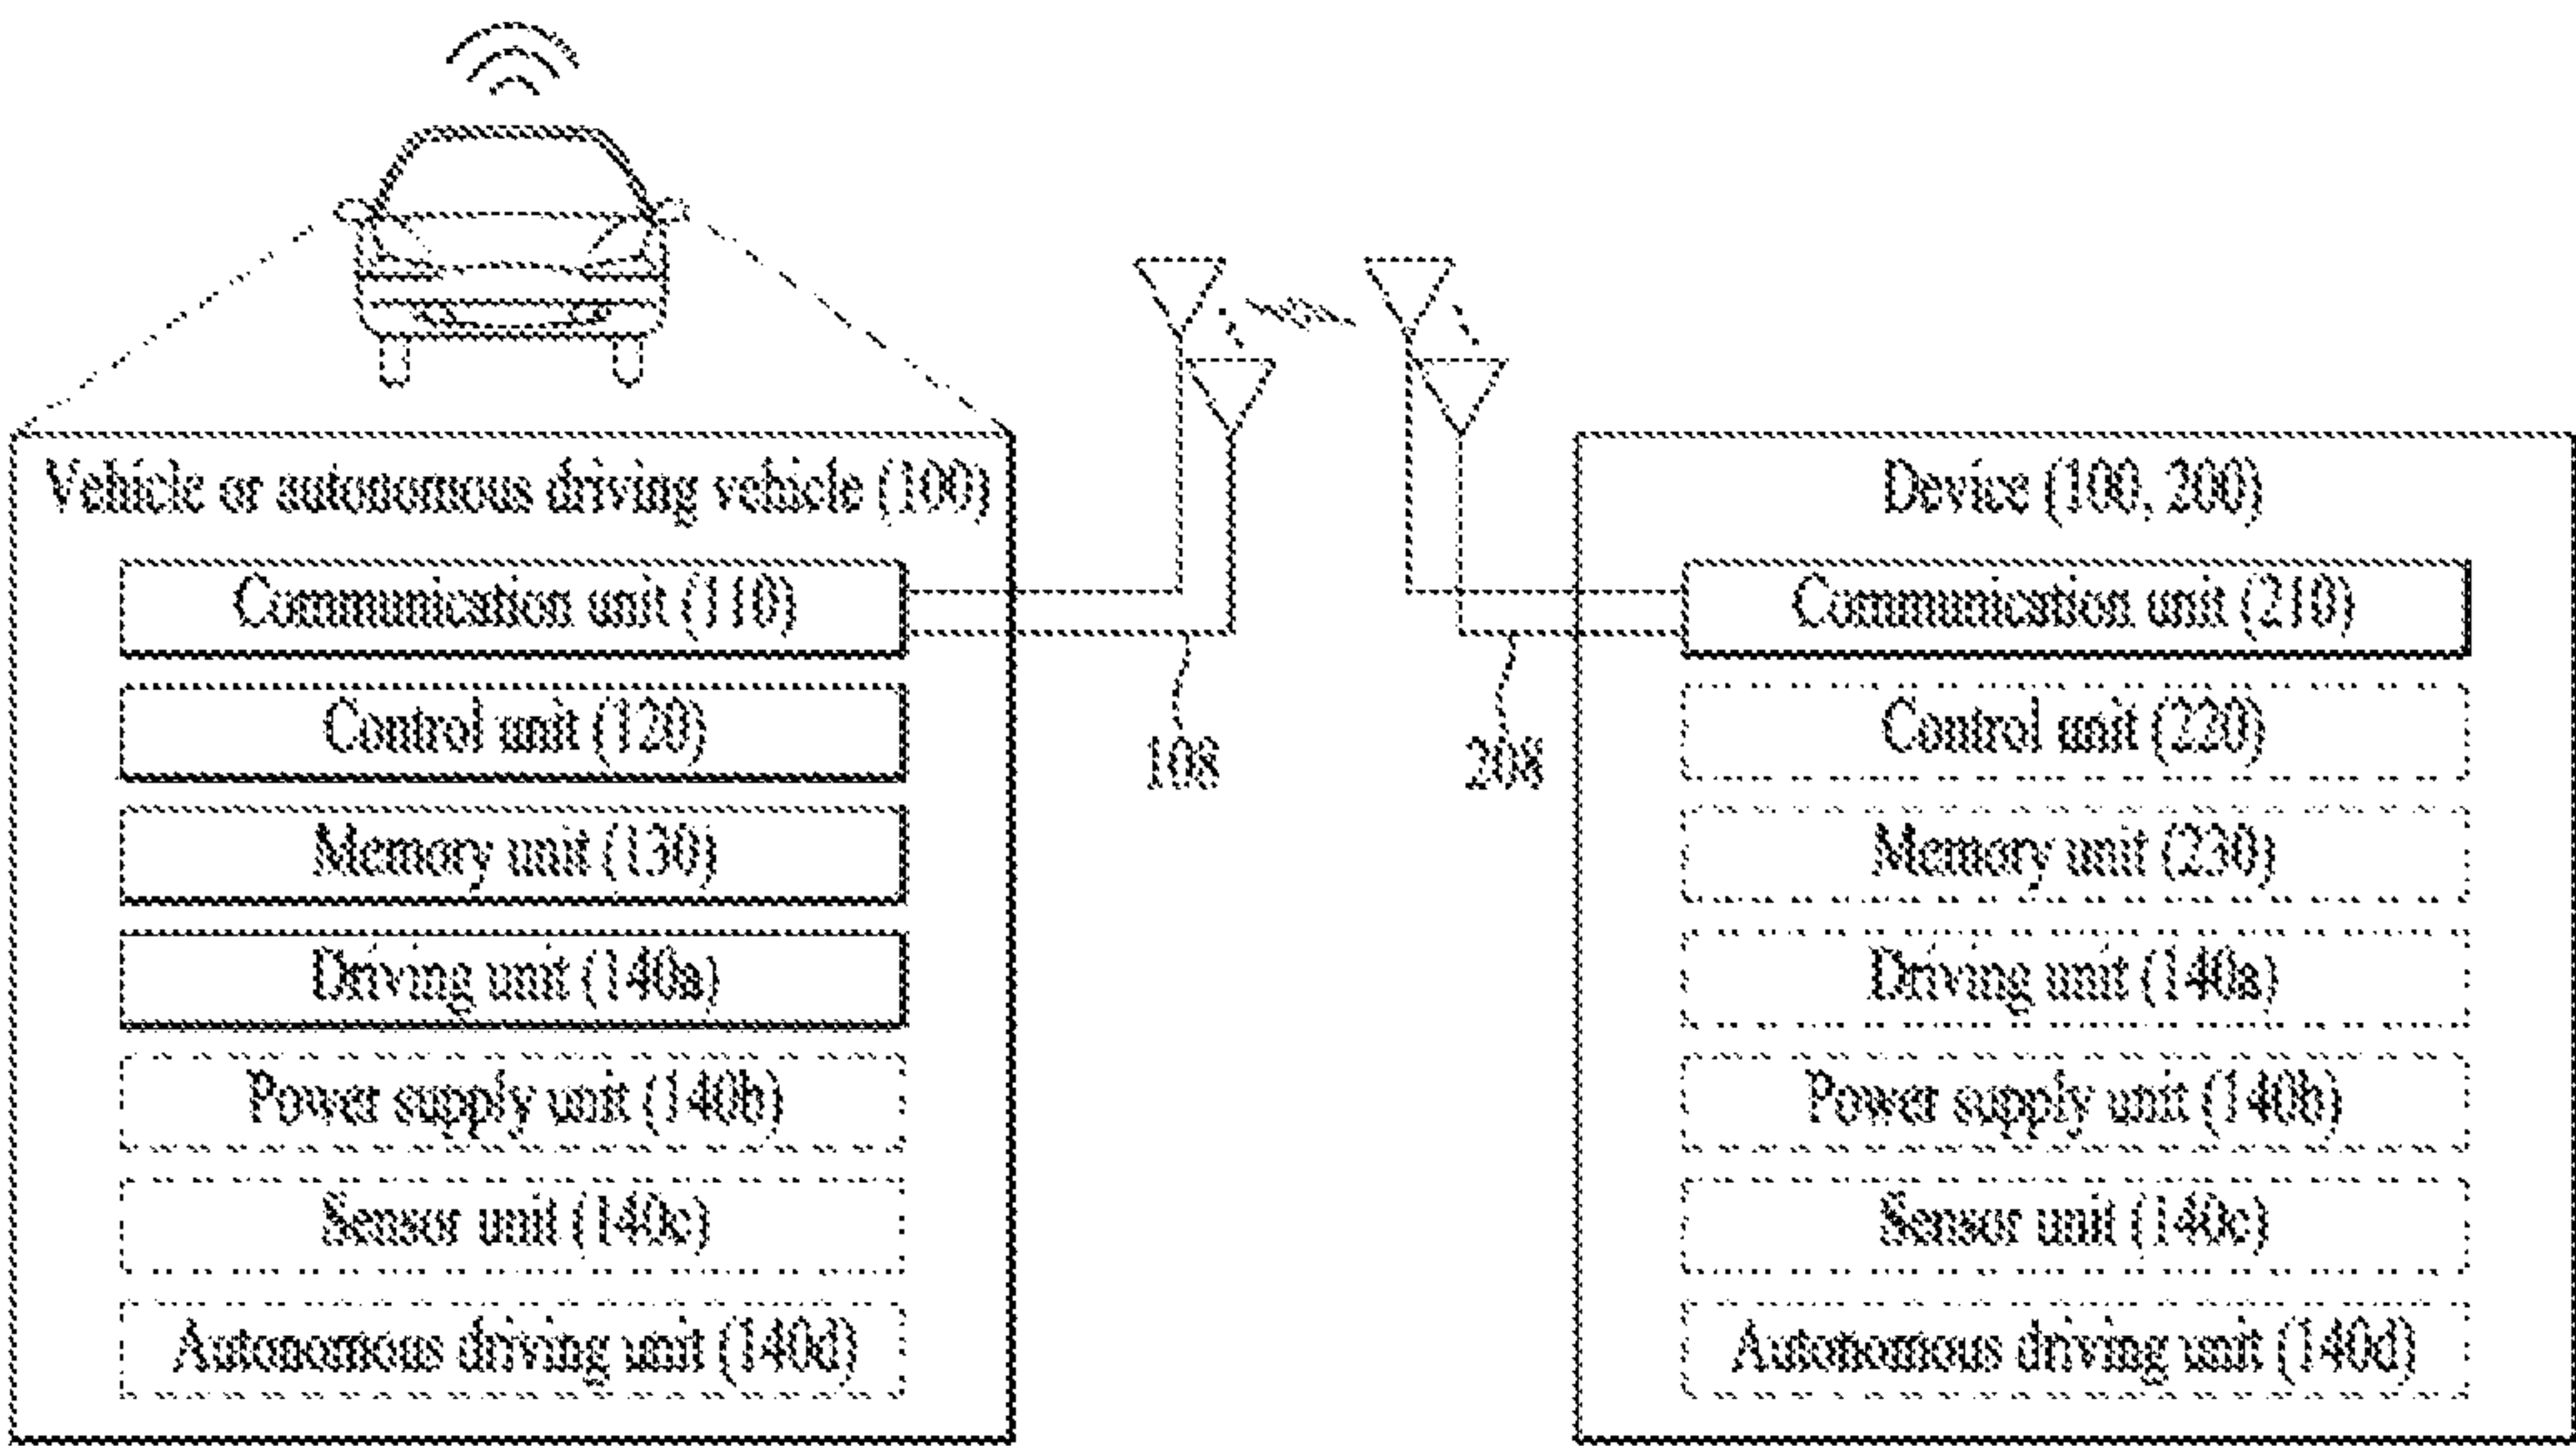 Vehicle or autonomous driving vehicle (100)
Communication unit (110)
Control unit (120)
Memory unit (130)
Driving unit (140a)
Power supply unit (140b)
Sensor unit (140c)
Autonomous driving unit (140d)
108
208
Device (100, 200)
Communication unit (210)
Control unit (220)
Memory unit (230)
Driving unit (140a)
Power supply unit (140b)
Sensor unit (140c)
Autonomous driving unit (140d)